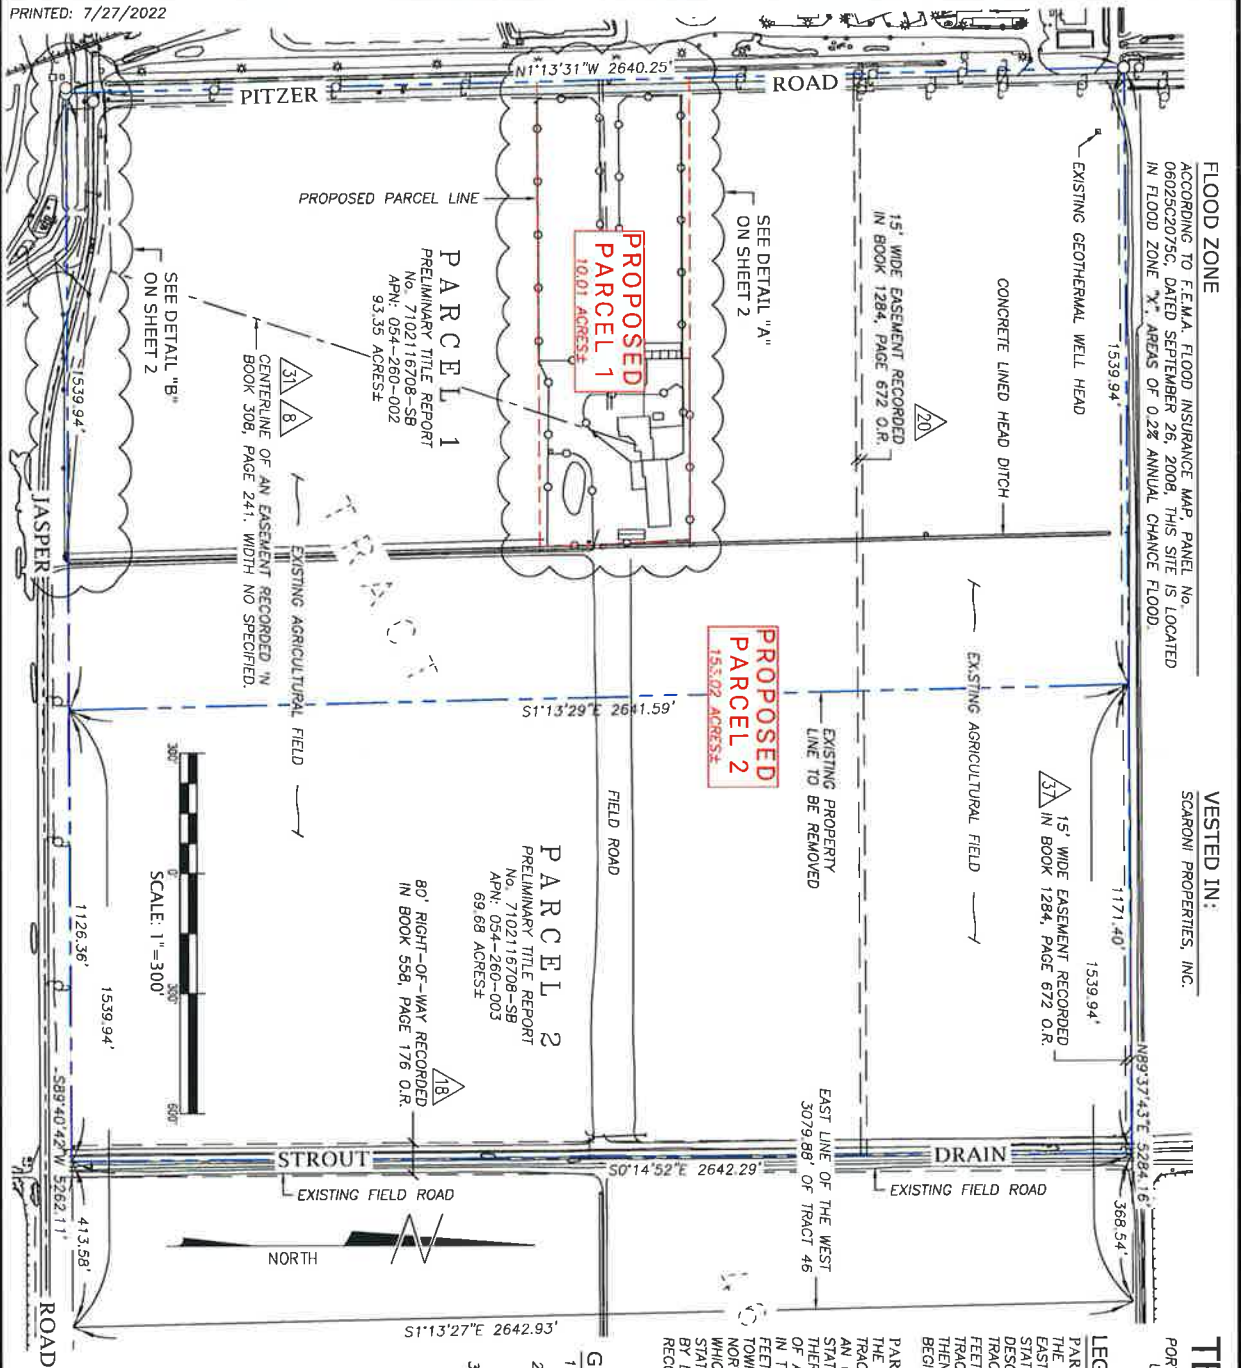 PRINTED: 7/27/2022
FLOOD ZONE
ACCORDING TO F.E.M.A. FLOOD INSURANCE MAP, PANEL No.
06025C2075C, DATED SEPTEMBER 26, 2008, THIS SITE IS LOCATED
IN FLOOD ZONE "X", AREAS OF 0.2% ANNUAL CHANCE FLOOD.
VESTED IN:
SCARONI PROPERTIES, INC.
N1°13'31"W 2640.25'
PITZER
ROAD
EXISTING GEOTHERMAL WELL HEAD
1539.94'
CONCRETE LINED HEAD DITCH
20
15' WIDE EASEMENT RECORDED
IN BOOK 1284, PAGE 672 O.R.
SEE DETAIL "A"
ON SHEET 2
PROPOSED PARCEL LINE
PROPOSED
PARCEL 1
10.01 ACRES±
PARCEL 1
PRELIMINARY TITLE REPORT
No. 7102116708-SB
APN: 054-260-002
93.35 ACRES±
SEE DETAIL "B"
ON SHEET 2
1539.94'
31
8
CENTERLINE OF AN EASEMENT RECORDED IN
BOOK 308, PAGE 241. WIDTH NO SPECIFIED.
EXISTING AGRICULTURAL FIELD
JASPER
TRACT
PROPOSED
PARCEL 2
153.02 ACRES±
EXISTING AGRICULTURAL FIELD
S1°13'29"E 2641.59'
EXISTING PROPERTY
LINE TO BE REMOVED
37
15' WIDE EASEMENT RECORDED
IN BOOK 1284, PAGE 672 O.R.
1171.40'
1539.94'
N89°37'43"E 5284.16'
FIELD ROAD
PARCEL 2
PRELIMINARY TITLE REPORT
No. 7102116708-SB
APN: 054-260-003
69.68 ACRES±
18
80' RIGHT-OF-WAY RECORDED
IN BOOK 558, PAGE 176 O.R.
300'
0
300'
600'
SCALE: 1"=300'
1126.36'
1539.94'
S89°40'42"W 5262.11'
STROUT
DRAIN
S0°14'52"E 2642.29'
EXISTING FIELD ROAD
EXISTING FIELD ROAD
EAST LINE OF THE WEST
3079.88' OF TRACT 46
368.54'
413.58'
NORTH
S1°13'27"E 2642.93'
ROAD